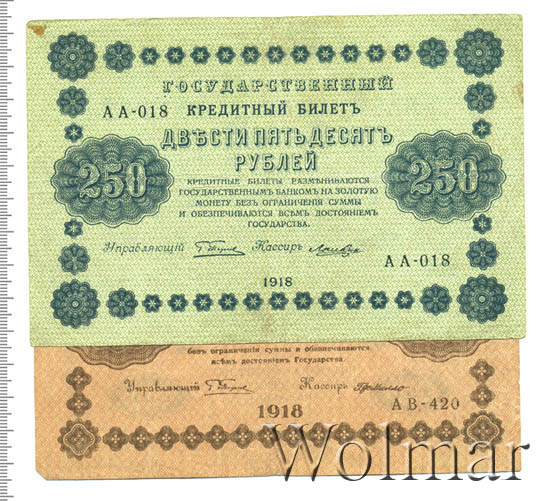 ГОСУДАРСТВЕННЫЙ
АА-018 КРЕДИТНЫЙ БИЛЕТЪ
ДВѢСТИ ПЯТЬДЕСЯТЪ
РУБЛЕЙ
250 250
КРЕДИТНЫЕ БИЛЕТЫ РАЗМѢНИВАЮТСЯ
ГОСУДАРСТВЕННЫМЪ БАНКОМЪ НА ЗОЛОТУЮ
МОНЕТУ БЕЗЪ ОГРАНИЧЕНІЯ СУММЫ
И ОБЕЗПЕЧИВАЮТСЯ ВСѢМЪ ДОСТОЯНІЕМЪ
ГОСУДАРСТВА.
Управляющій Кассиръ
АА-018
1918
безъ ограниченія суммы и обезпечиваются
всѣмъ достояніемъ Государства.
Управляющій Кассиръ
1918 АВ-420
Wolmar